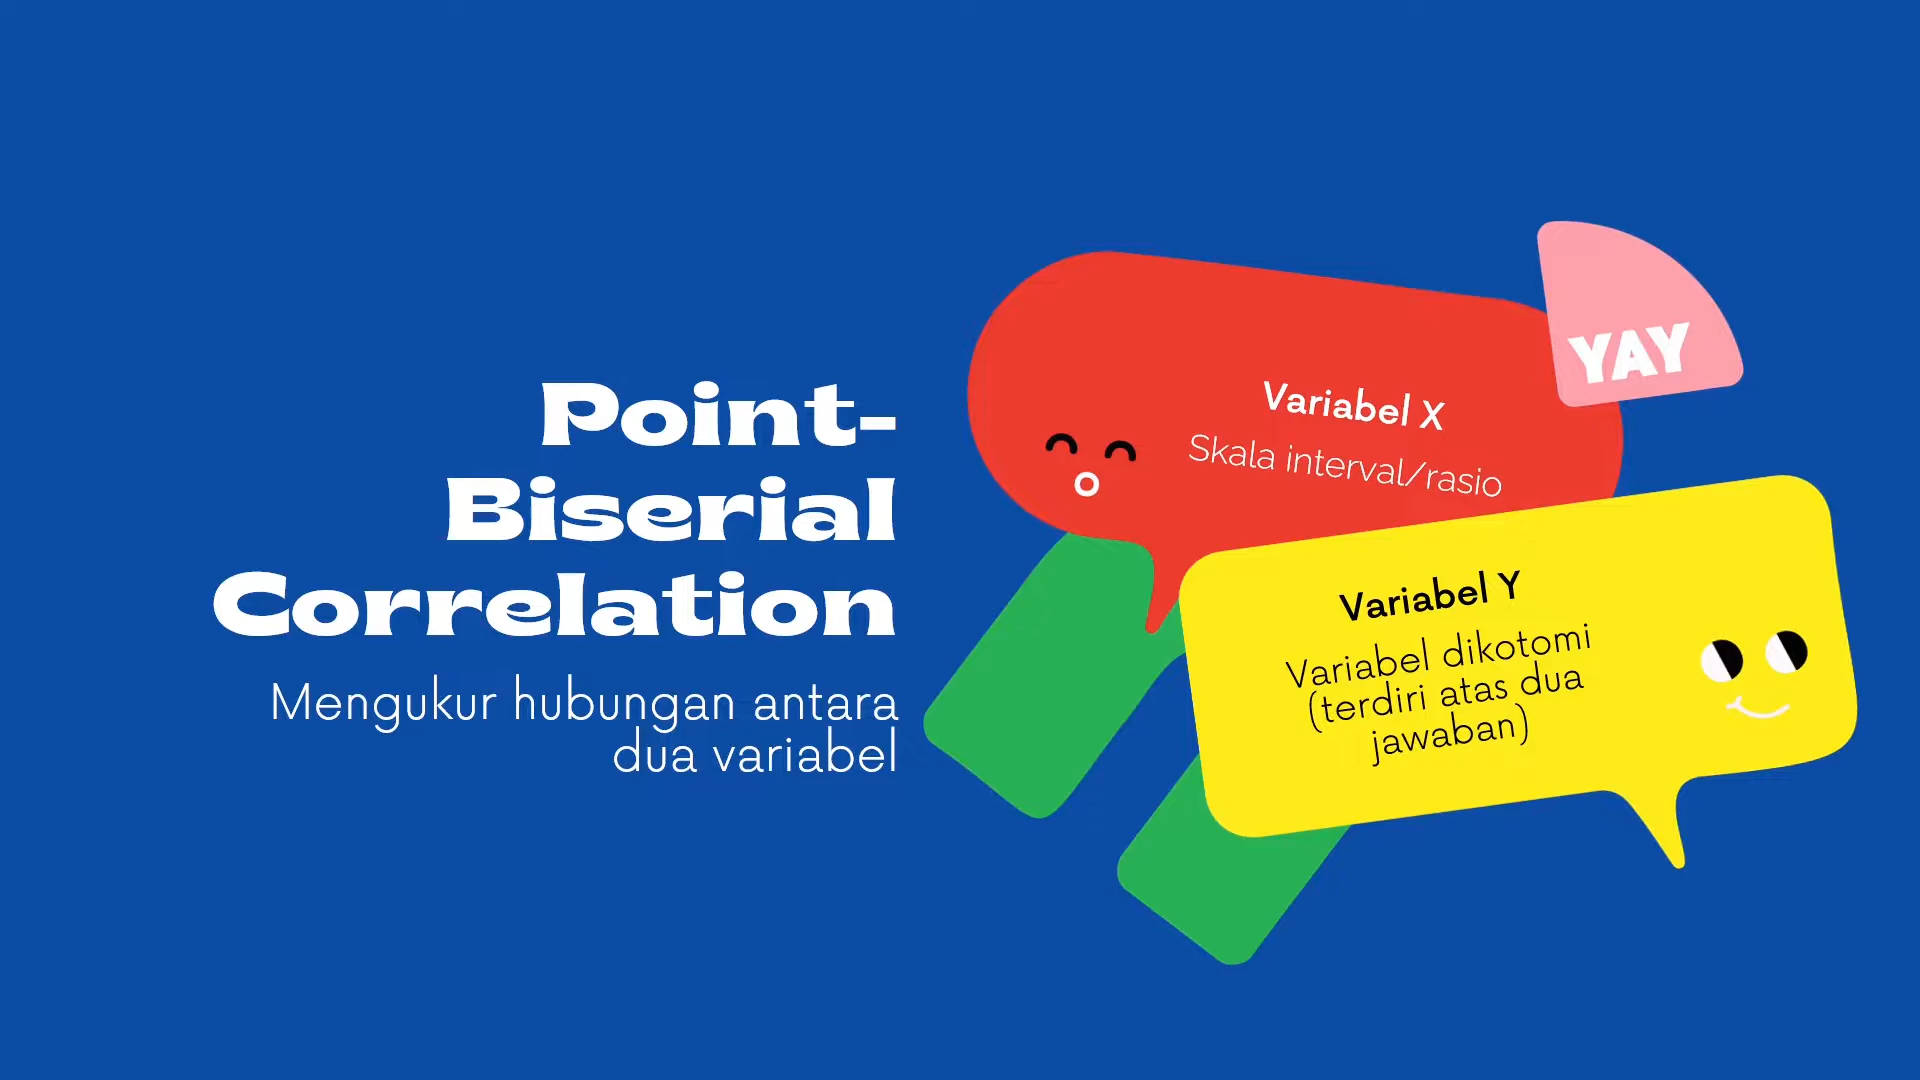 Point-
Biserial
Correlation
Mengukur hubungan antara
dua variabel
Variabel X
Skala interval/rasio
YAY
Variabel Y
Variabel dikotomi
(terdiri atas dua
jawaban)